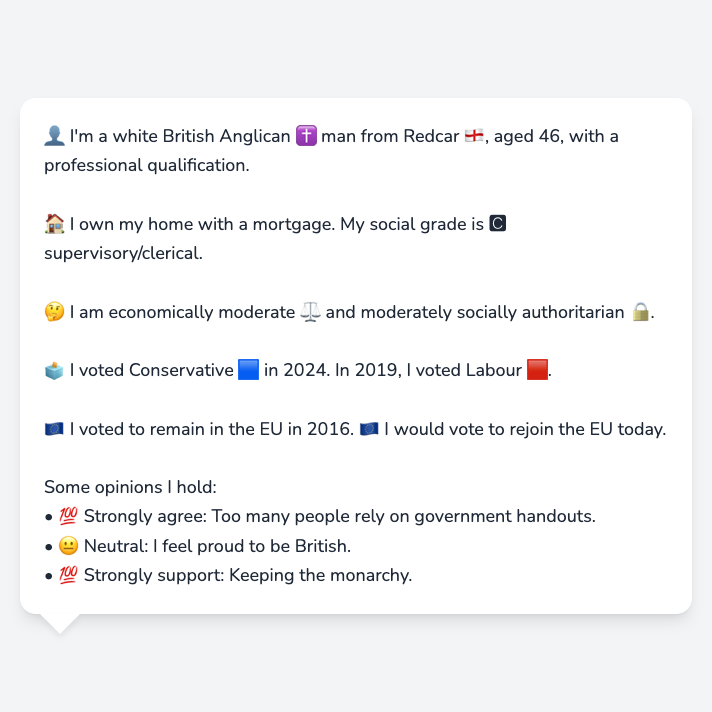 👤 I'm a white British Anglican ✝️ man from Redcar 🏴󠁧󠁢󠁥󠁮󠁧󠁿, aged 46, with a
professional qualification.
🏠 I own my home with a mortgage. My social grade is 🅲
supervisory/clerical.
🤔 I am economically moderate ⚖️ and moderately socially authoritarian 🔒.
🗳️ I voted Conservative 🟦 in 2024. In 2019, I voted Labour 🟥.
🇪🇺 I voted to remain in the EU in 2016. 🇪🇺 I would vote to rejoin the EU today.
Some opinions I hold:
• 💯 Strongly agree: Too many people rely on government handouts.
• 😐 Neutral: I feel proud to be British.
• 💯 Strongly support: Keeping the monarchy.